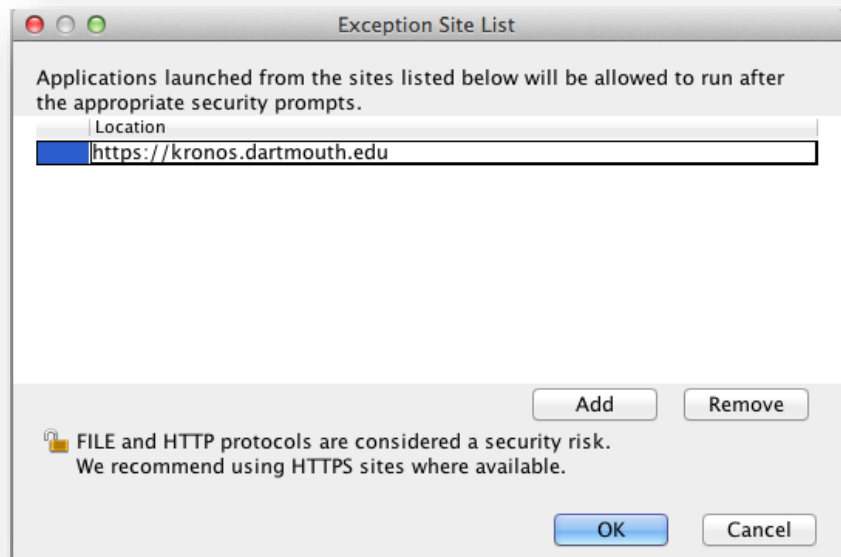 Exception Site List
Applications launched from the sites listed below will be allowed to run after
the appropriate security prompts.
Location
https://kronos.dartmouth.edu
Add Remove
FILE and HTTP protocols are considered a security risk.
We recommend using HTTPS sites where available.
OK Cancel